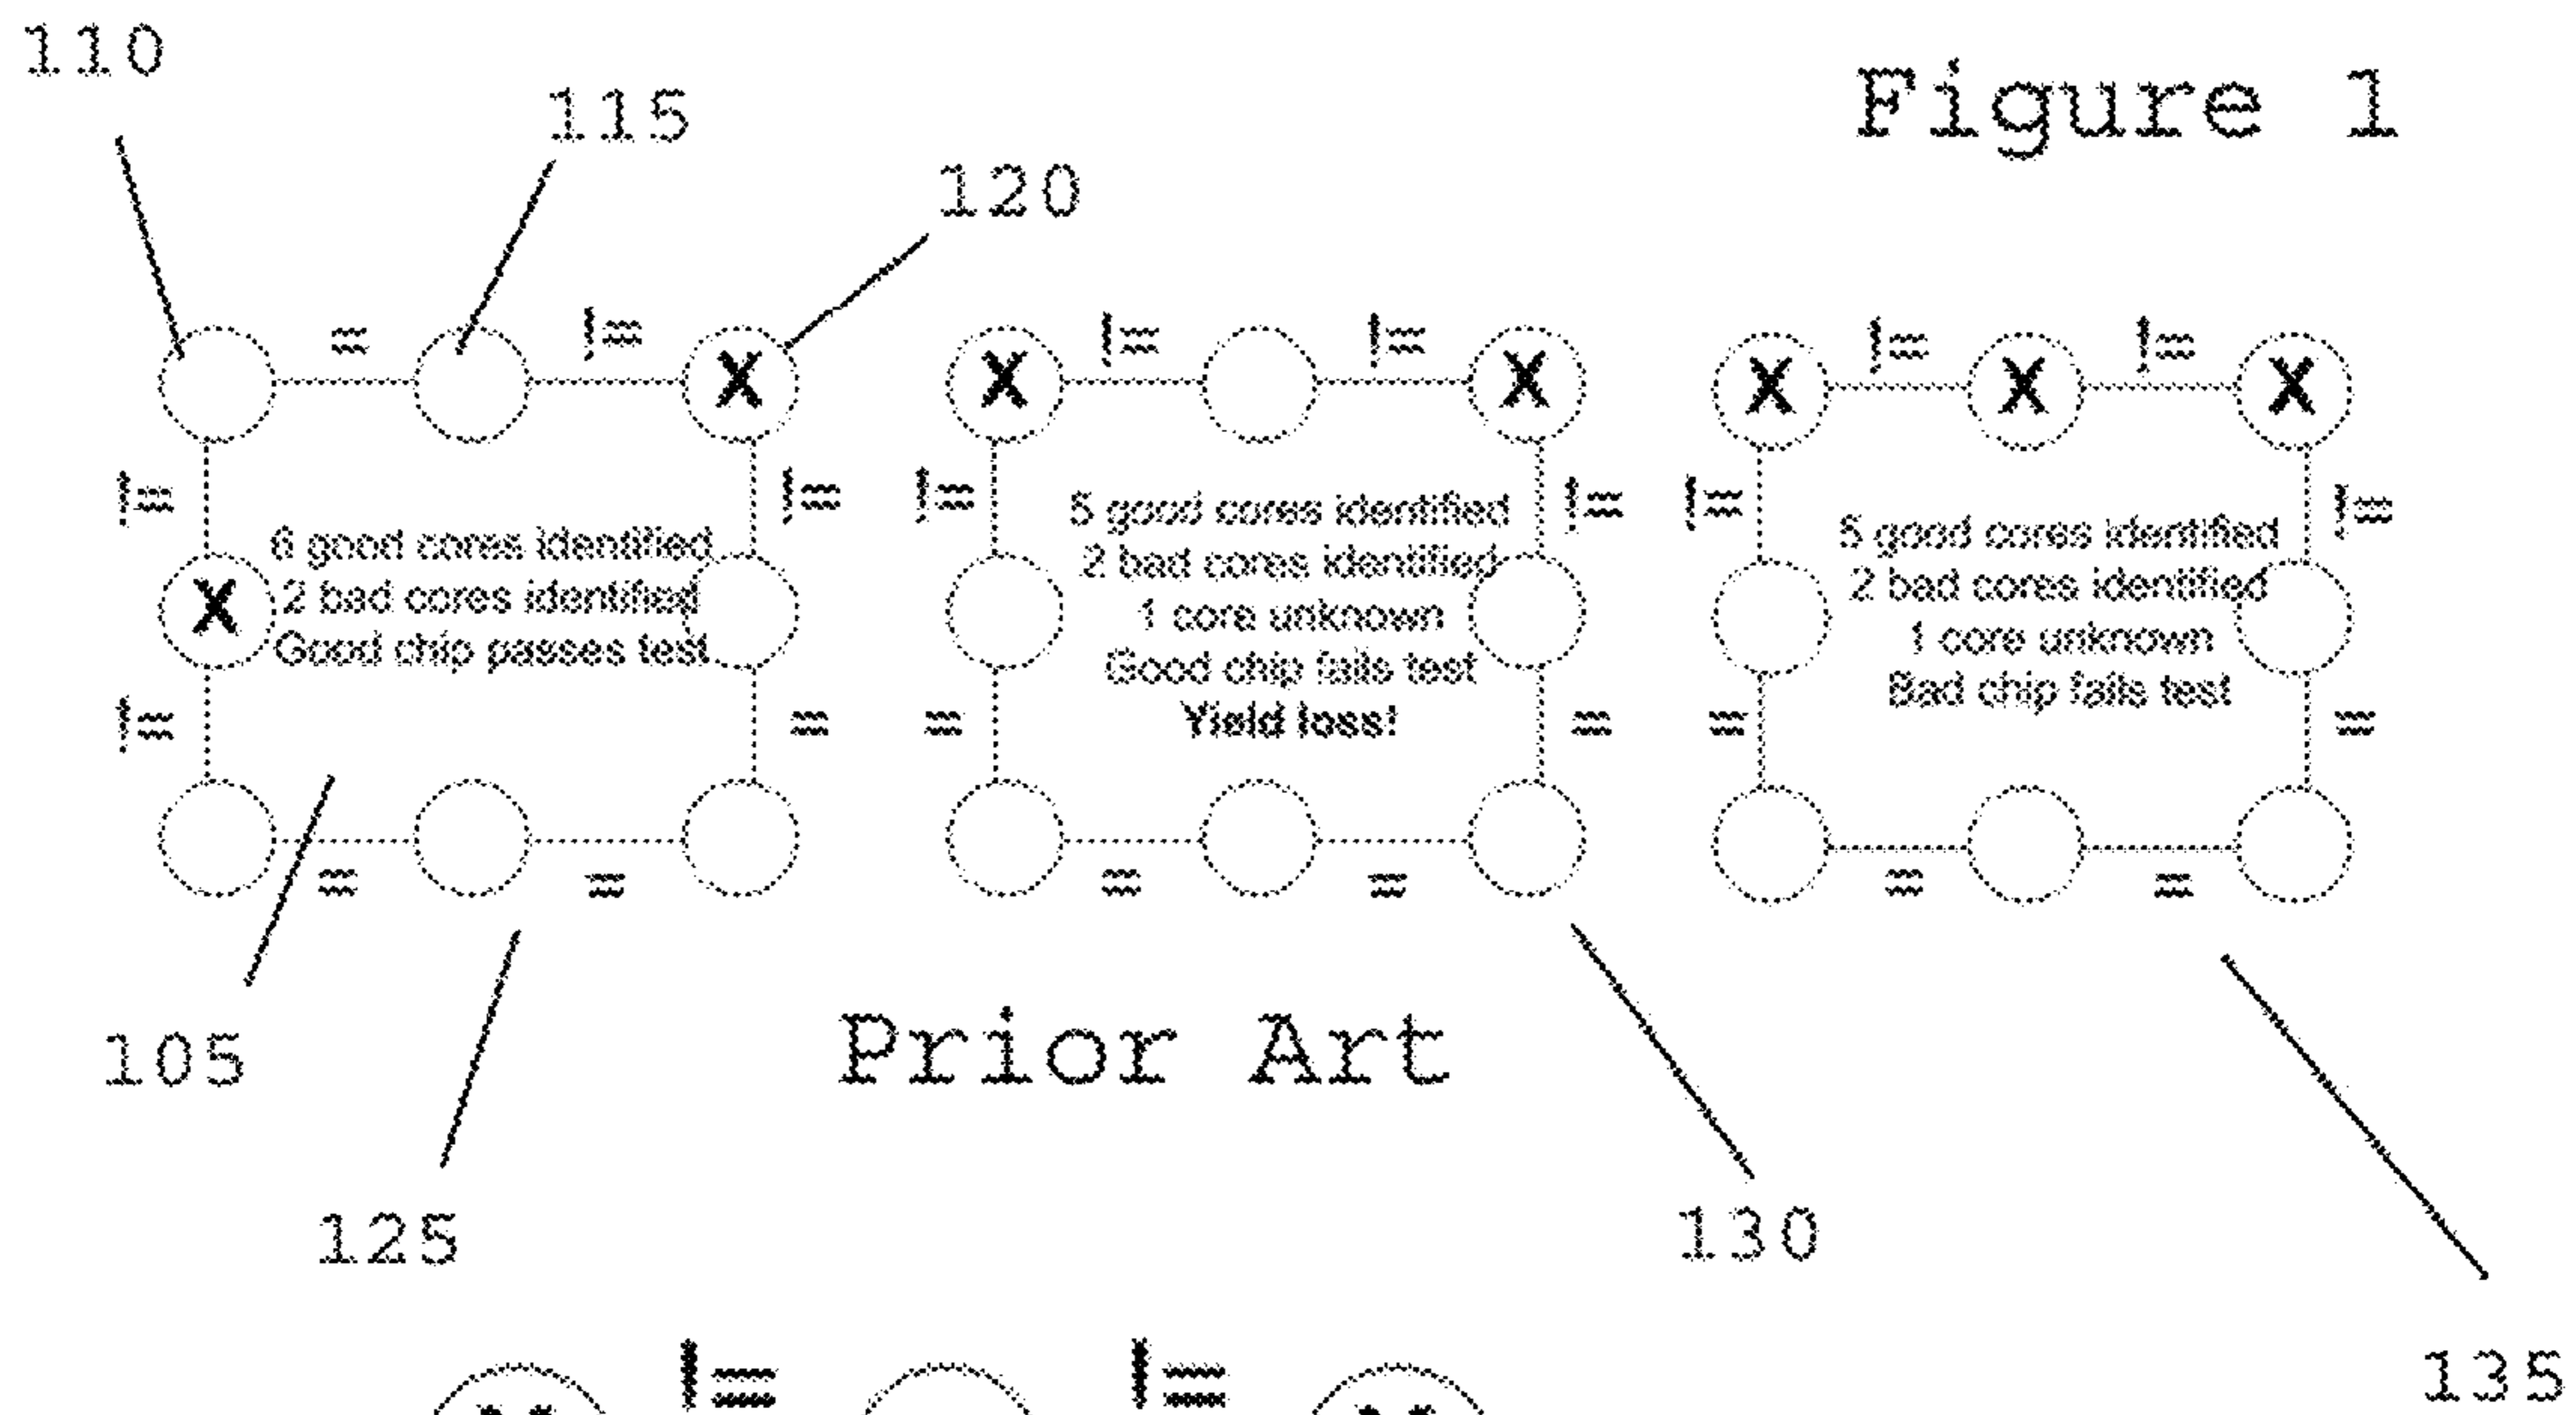 110
Figure 1
115
120
= != != != != !=
X X X X X X
!= != != != != !=
6 good cores identified
2 bad cores identified
Good chip passes test
5 good cores identified
2 bad cores identified
1 core unknown
Good chip fails test
Yield loss!
5 good cores identified
2 bad cores identified
1 core unknown
Bad chip fails test
X
!= = = = = =
= = = = = =
105
Prior Art
125
130
135
!= !=